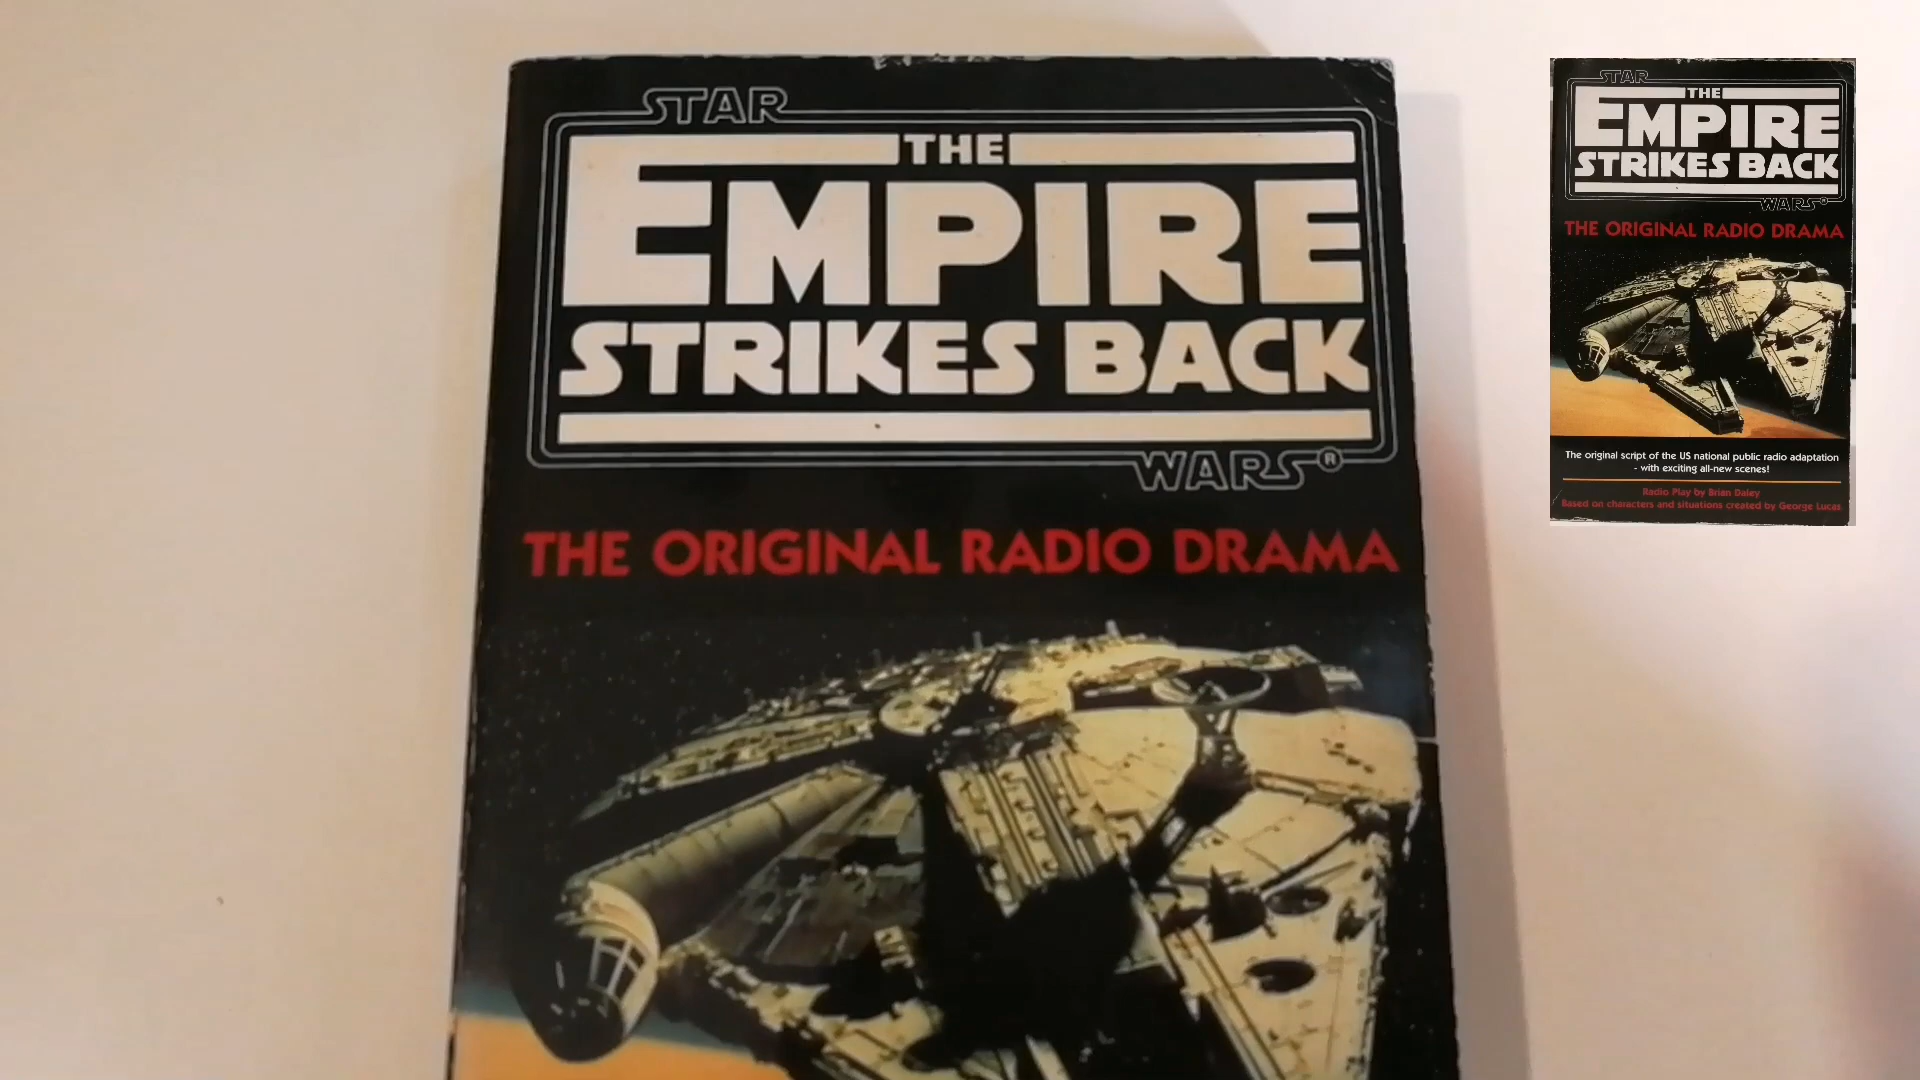 STAR
THE
EMPIRE
STRIKES BACK
WARS®
THE ORIGINAL RADIO DRAMA
STAR
THE
EMPIRE
STRIKES BACK
WARS®
THE ORIGINAL RADIO DRAMA
The original script of the US national public radio adaptation
- with exciting all-new scenes!
Radio Play by Brian Daley
Based on characters and situations created by George Lucas